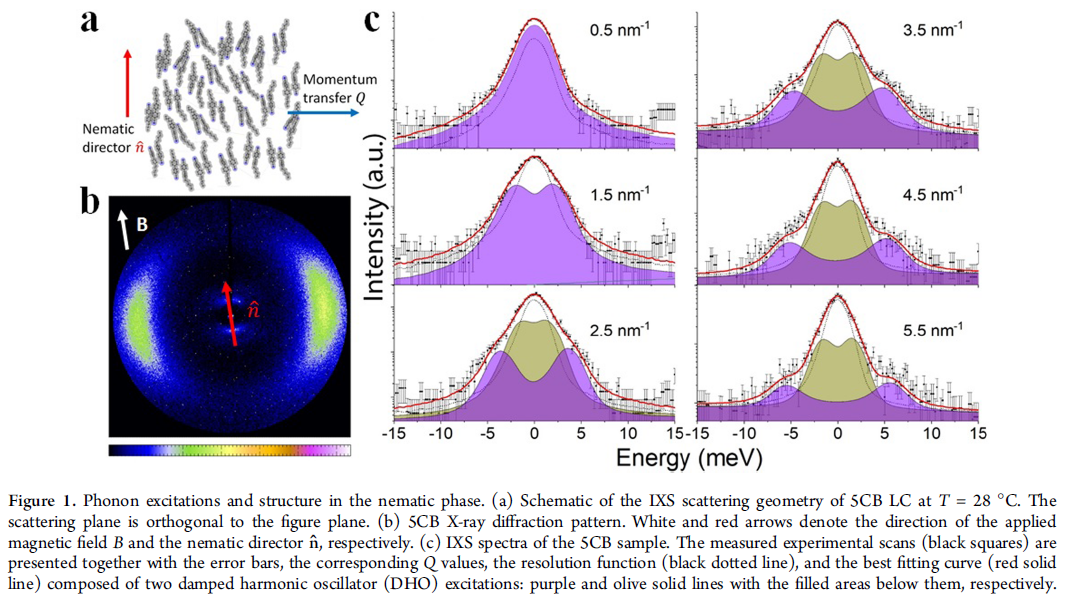 a
Nematic
director n̂
Momentum
transfer Q
b
B
n̂
c
Intensity (a.u.)
0.5 nm⁻¹
3.5 nm⁻¹
1.5 nm⁻¹
4.5 nm⁻¹
2.5 nm⁻¹
5.5 nm⁻¹
-15 -10 -5 0 5 10 15
-15 -10 -5 0 5 10 15
Energy (meV)
Figure 1. Phonon excitations and structure in the nematic phase. (a) Schematic of the IXS scattering geometry of 5CB LC at T = 28 °C. The
scattering plane is orthogonal to the figure plane. (b) 5CB X-ray diffraction pattern. White and red arrows denote the direction of the applied
magnetic field B and the nematic director n̂, respectively. (c) IXS spectra of the 5CB sample. The measured experimental scans (black squares) are
presented together with the error bars, the corresponding Q values, the resolution function (black dotted line), and the best fitting curve (red solid
line) composed of two damped harmonic oscillator (DHO) excitations: purple and olive solid lines with the filled areas below them, respectively.